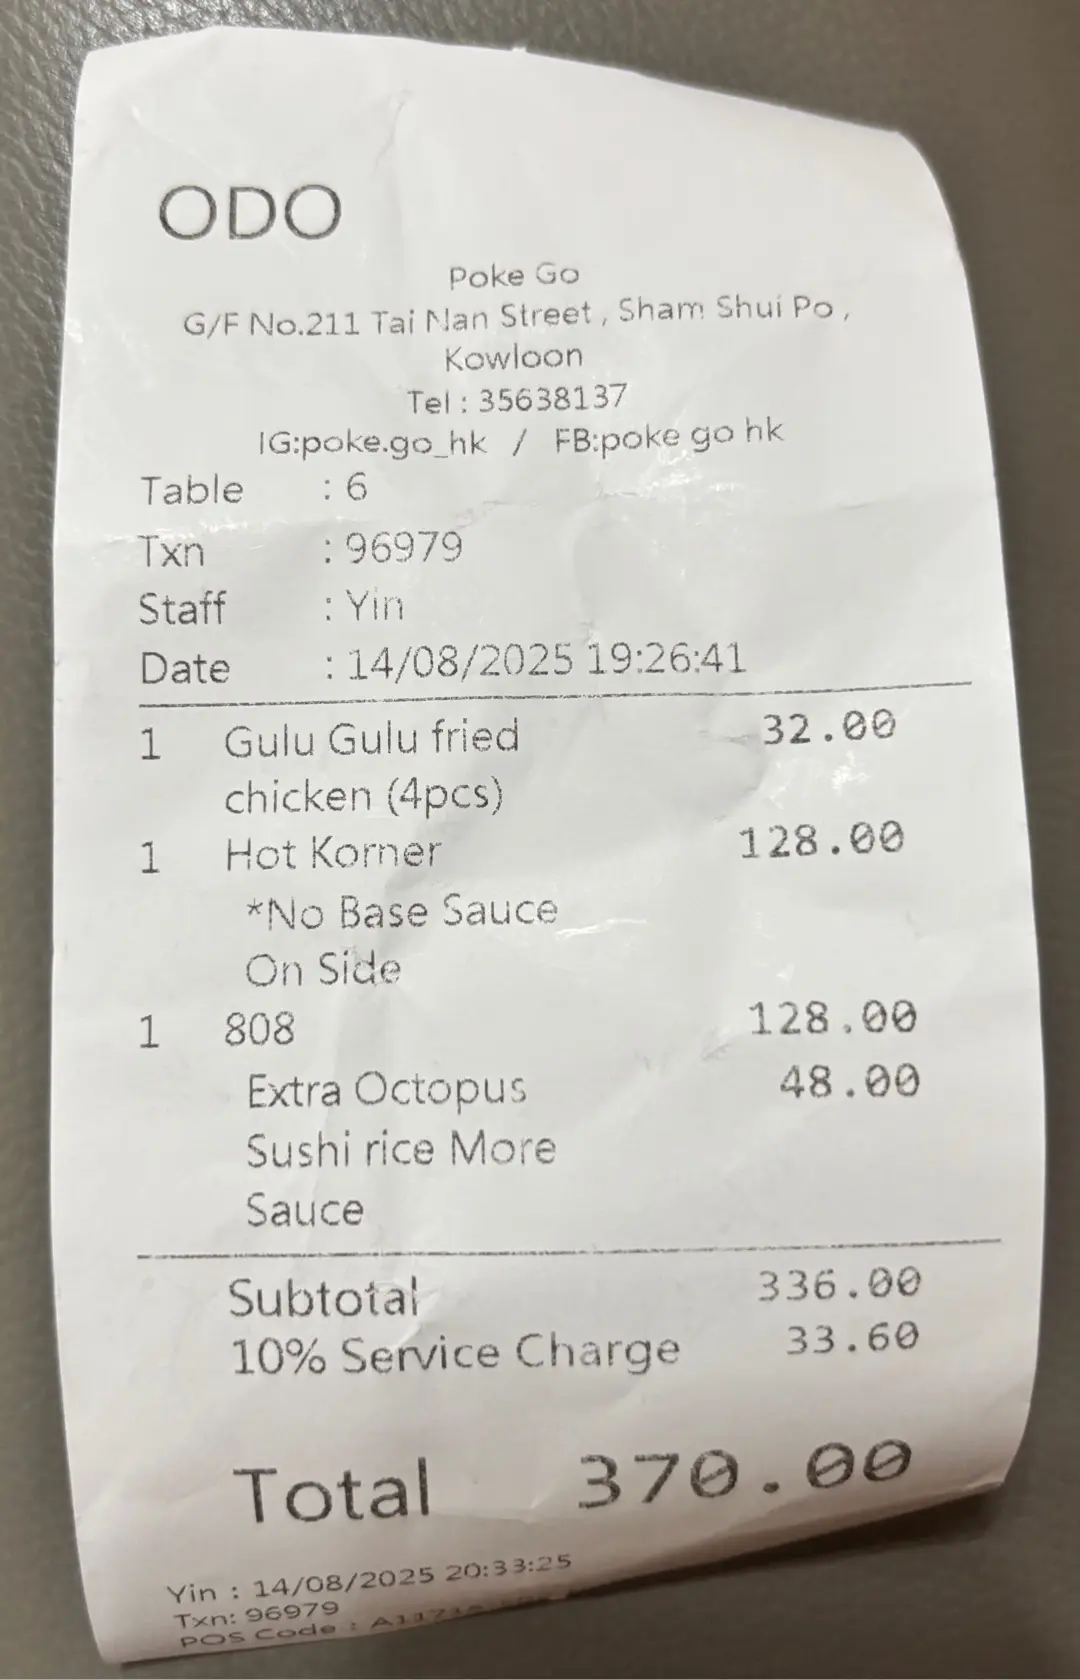 ODO
Poke Go
G/F No.211 Tai Nan Street , Sham Shui Po ,
Kowloon
Tel : 35638137
IG:poke.go_hk / FB:poke go hk
Table : 6
Txn : 96979
Staff : Yin
Date : 14/08/2025 19:26:41
1 Gulu Gulu fried 32.00
chicken (4pcs)
1 Hot Korner 128.00
*No Base Sauce
On Side
1 808 128.00
Extra Octopus 48.00
Sushi rice More
Sauce
Subtotal 336.00
10% Service Charge 33.60
Total 370.00
Yin : 14/08/2025 20:33:25
Txn: 96979
POS Code :